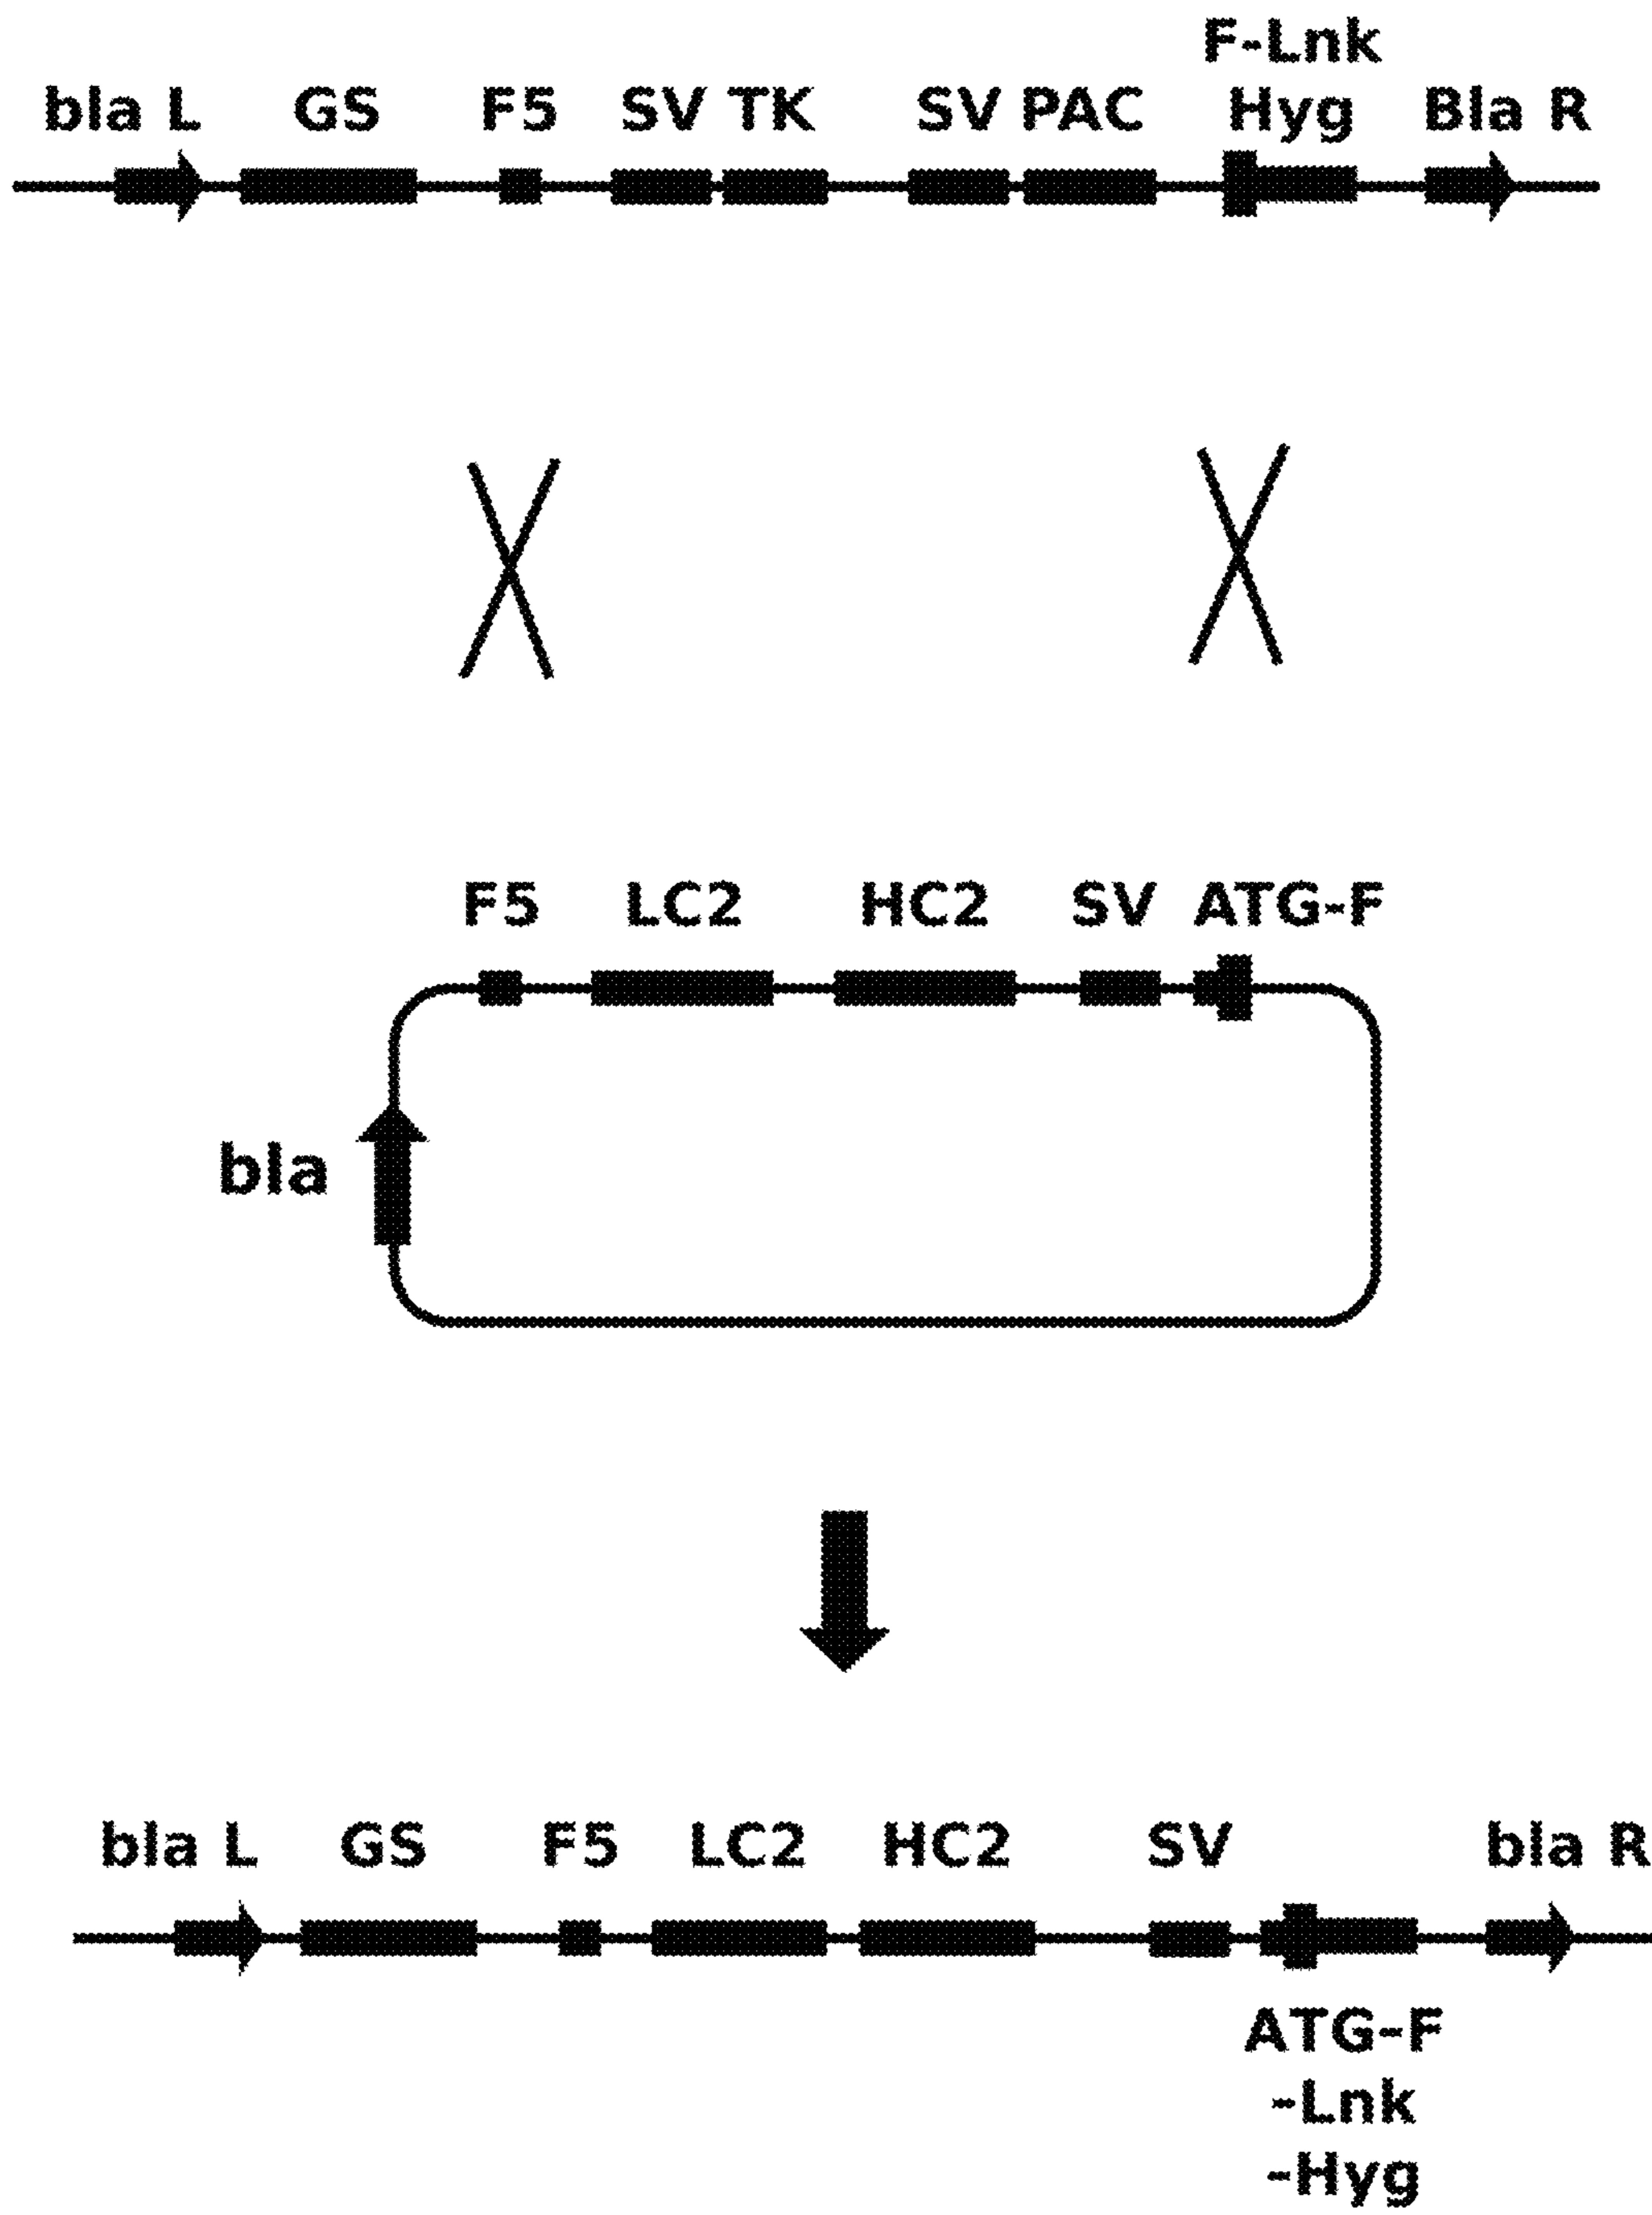 F-Lnk
bla L GS F5 SV TK SV PAC Hyg Bla R
F5 LC2 HC2 SV ATG-F
bla
bla L GS F5 LC2 HC2 SV bla R
ATG-F
-Lnk
-Hyg